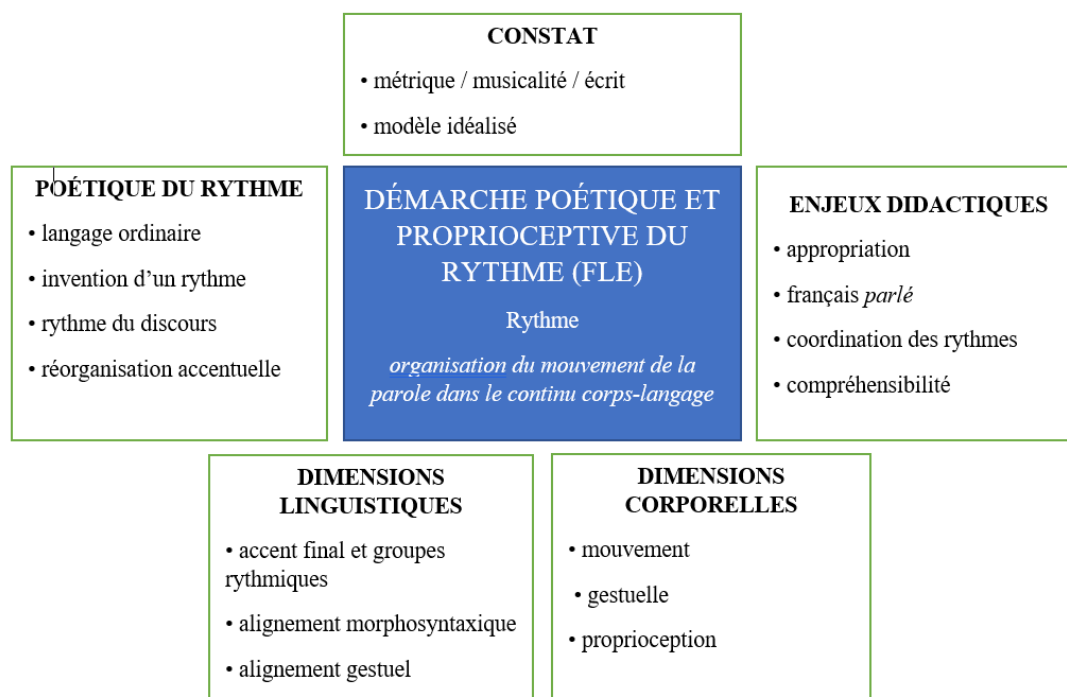 CONSTAT
• métrique / musicalité / écrit
• modèle idéalisé
POÉTIQUE DU RYTHME
• langage ordinaire
• invention d’un rythme
• rythme du discours
• réorganisation accentuelle
DÉMARCHE POÉTIQUE ET
PROPRIOCEPTIVE DU
RYTHME (FLE)
Rythme
organisation du mouvement de la
parole dans le continu corps-langage
ENJEUX DIDACTIQUES
• appropriation
• français parlé
• coordination des rythmes
• compréhensibilité
DIMENSIONS
LINGUISTIQUES
• accent final et groupes
rythmiques
• alignement morphosyntaxique
• alignement gestuel
DIMENSIONS
CORPORELLES
• mouvement
• gestuelle
• proprioception